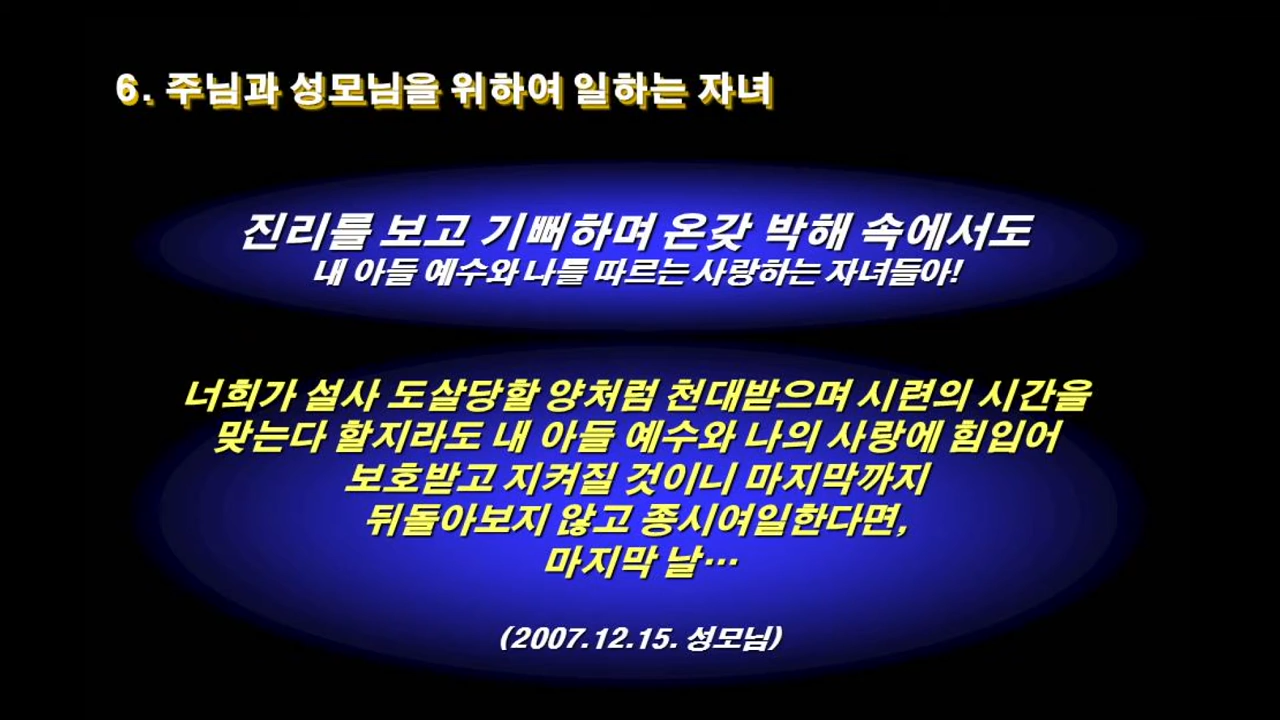 6. 주님과 성모님을 위하여 일하는 자녀
진리를 보고 기뻐하며 온갖 박해 속에서도
내 아들 예수와 나를 따르는 사랑하는 자녀들아!
너희가 설사 도살당할 양처럼 천대받으며 시련의 시간을
맞는다 할지라도 내 아들 예수와 나의 사랑에 힘입어
보호받고 지켜질 것이니 마지막까지
뒤돌아보지 않고 종시여일한다면,
마지막 날…
(2007.12.15. 성모님)